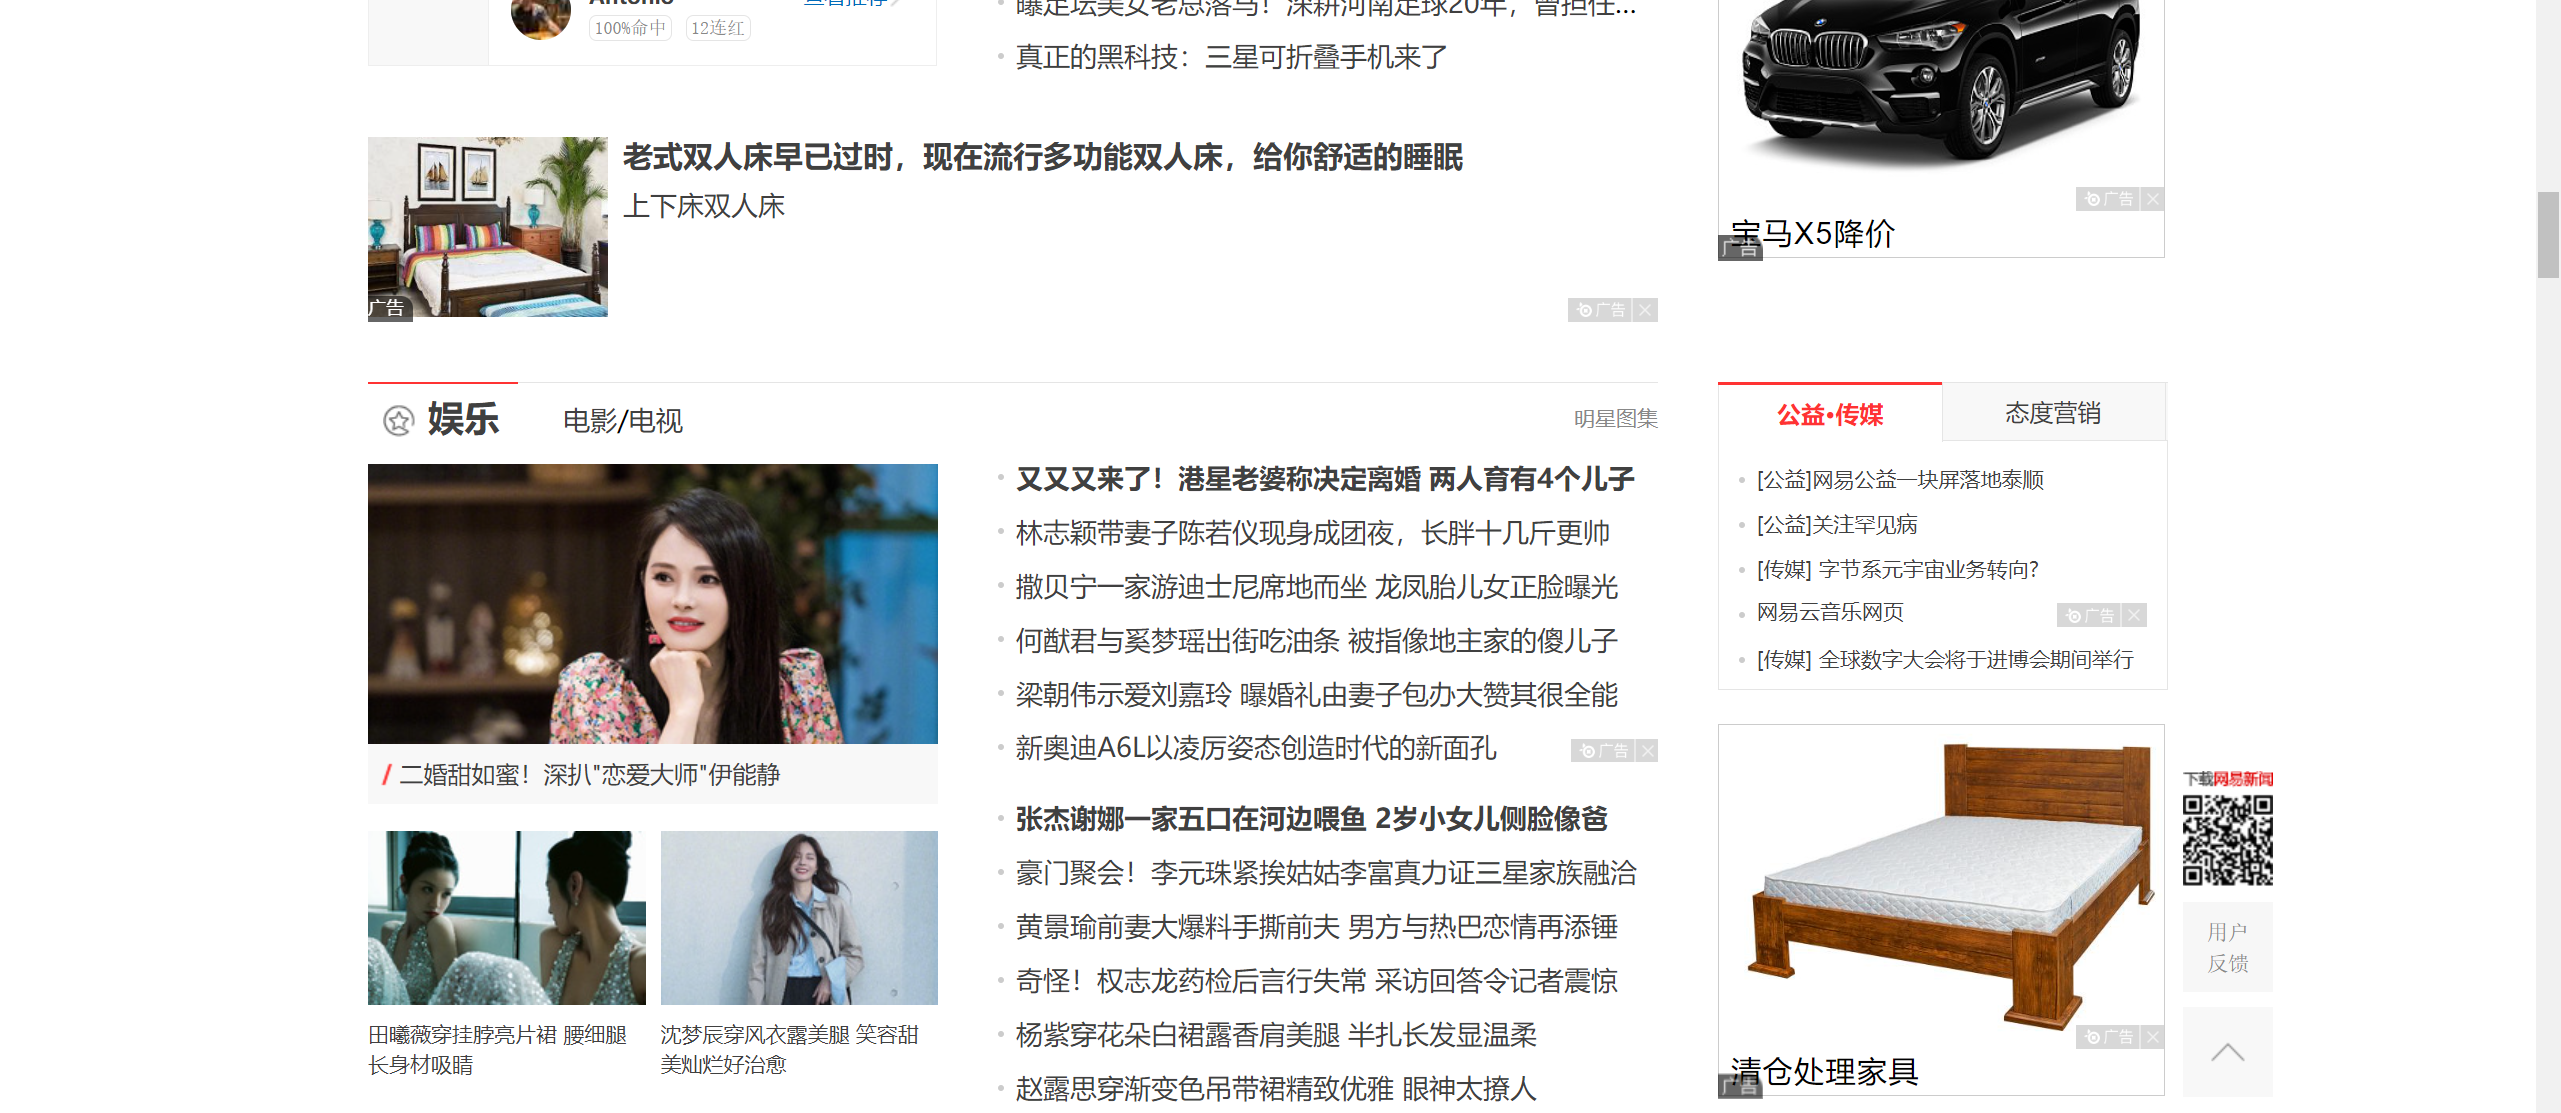 100%命中 12连红
真正的黑科技：三星可折叠手机来了
老式双人床早已过时，现在流行多功能双人床，给你舒适的睡眠
上下床双人床
广告
广告
广告
宝马X5降价
广告
娱乐 电影/电视 明星图集
二婚甜如蜜！深扒"恋爱大师"伊能静
田曦薇穿挂脖亮片裙 腰细腿
长身材吸睛
沈梦辰穿风衣露美腿 笑容甜
美灿烂好治愈
又又又来了！港星老婆称决定离婚 两人育有4个儿子
林志颖带妻子陈若仪现身成团夜，长胖十几斤更帅
撒贝宁一家游迪士尼席地而坐 龙凤胎儿女正脸曝光
何猷君与奚梦瑶出街吃油条 被指像地主家的傻儿子
梁朝伟示爱刘嘉玲 曝婚礼由妻子包办大赞其很全能
新奥迪A6L以凌厉姿态创造时代的新面孔
广告
张杰谢娜一家五口在河边喂鱼 2岁小女儿侧脸像爸
豪门聚会！李元珠紧挨姑姑李富真力证三星家族融洽
黄景瑜前妻大爆料手撕前夫 男方与热巴恋情再添锤
奇怪！权志龙药检后言行失常 采访回答令记者震惊
杨紫穿花朵白裙露香肩美腿 半扎长发显温柔
赵露思穿渐变色吊带裙精致优雅 眼神太撩人
公益·传媒 态度营销
[公益]网易公益一块屏落地泰顺
[公益]关注罕见病
[传媒] 字节系元宇宙业务转向?
网易云音乐网页
广告
[传媒] 全球数字大会将于进博会期间举行
广告
清仓处理家具
广告
下载网易新闻
用户
反馈